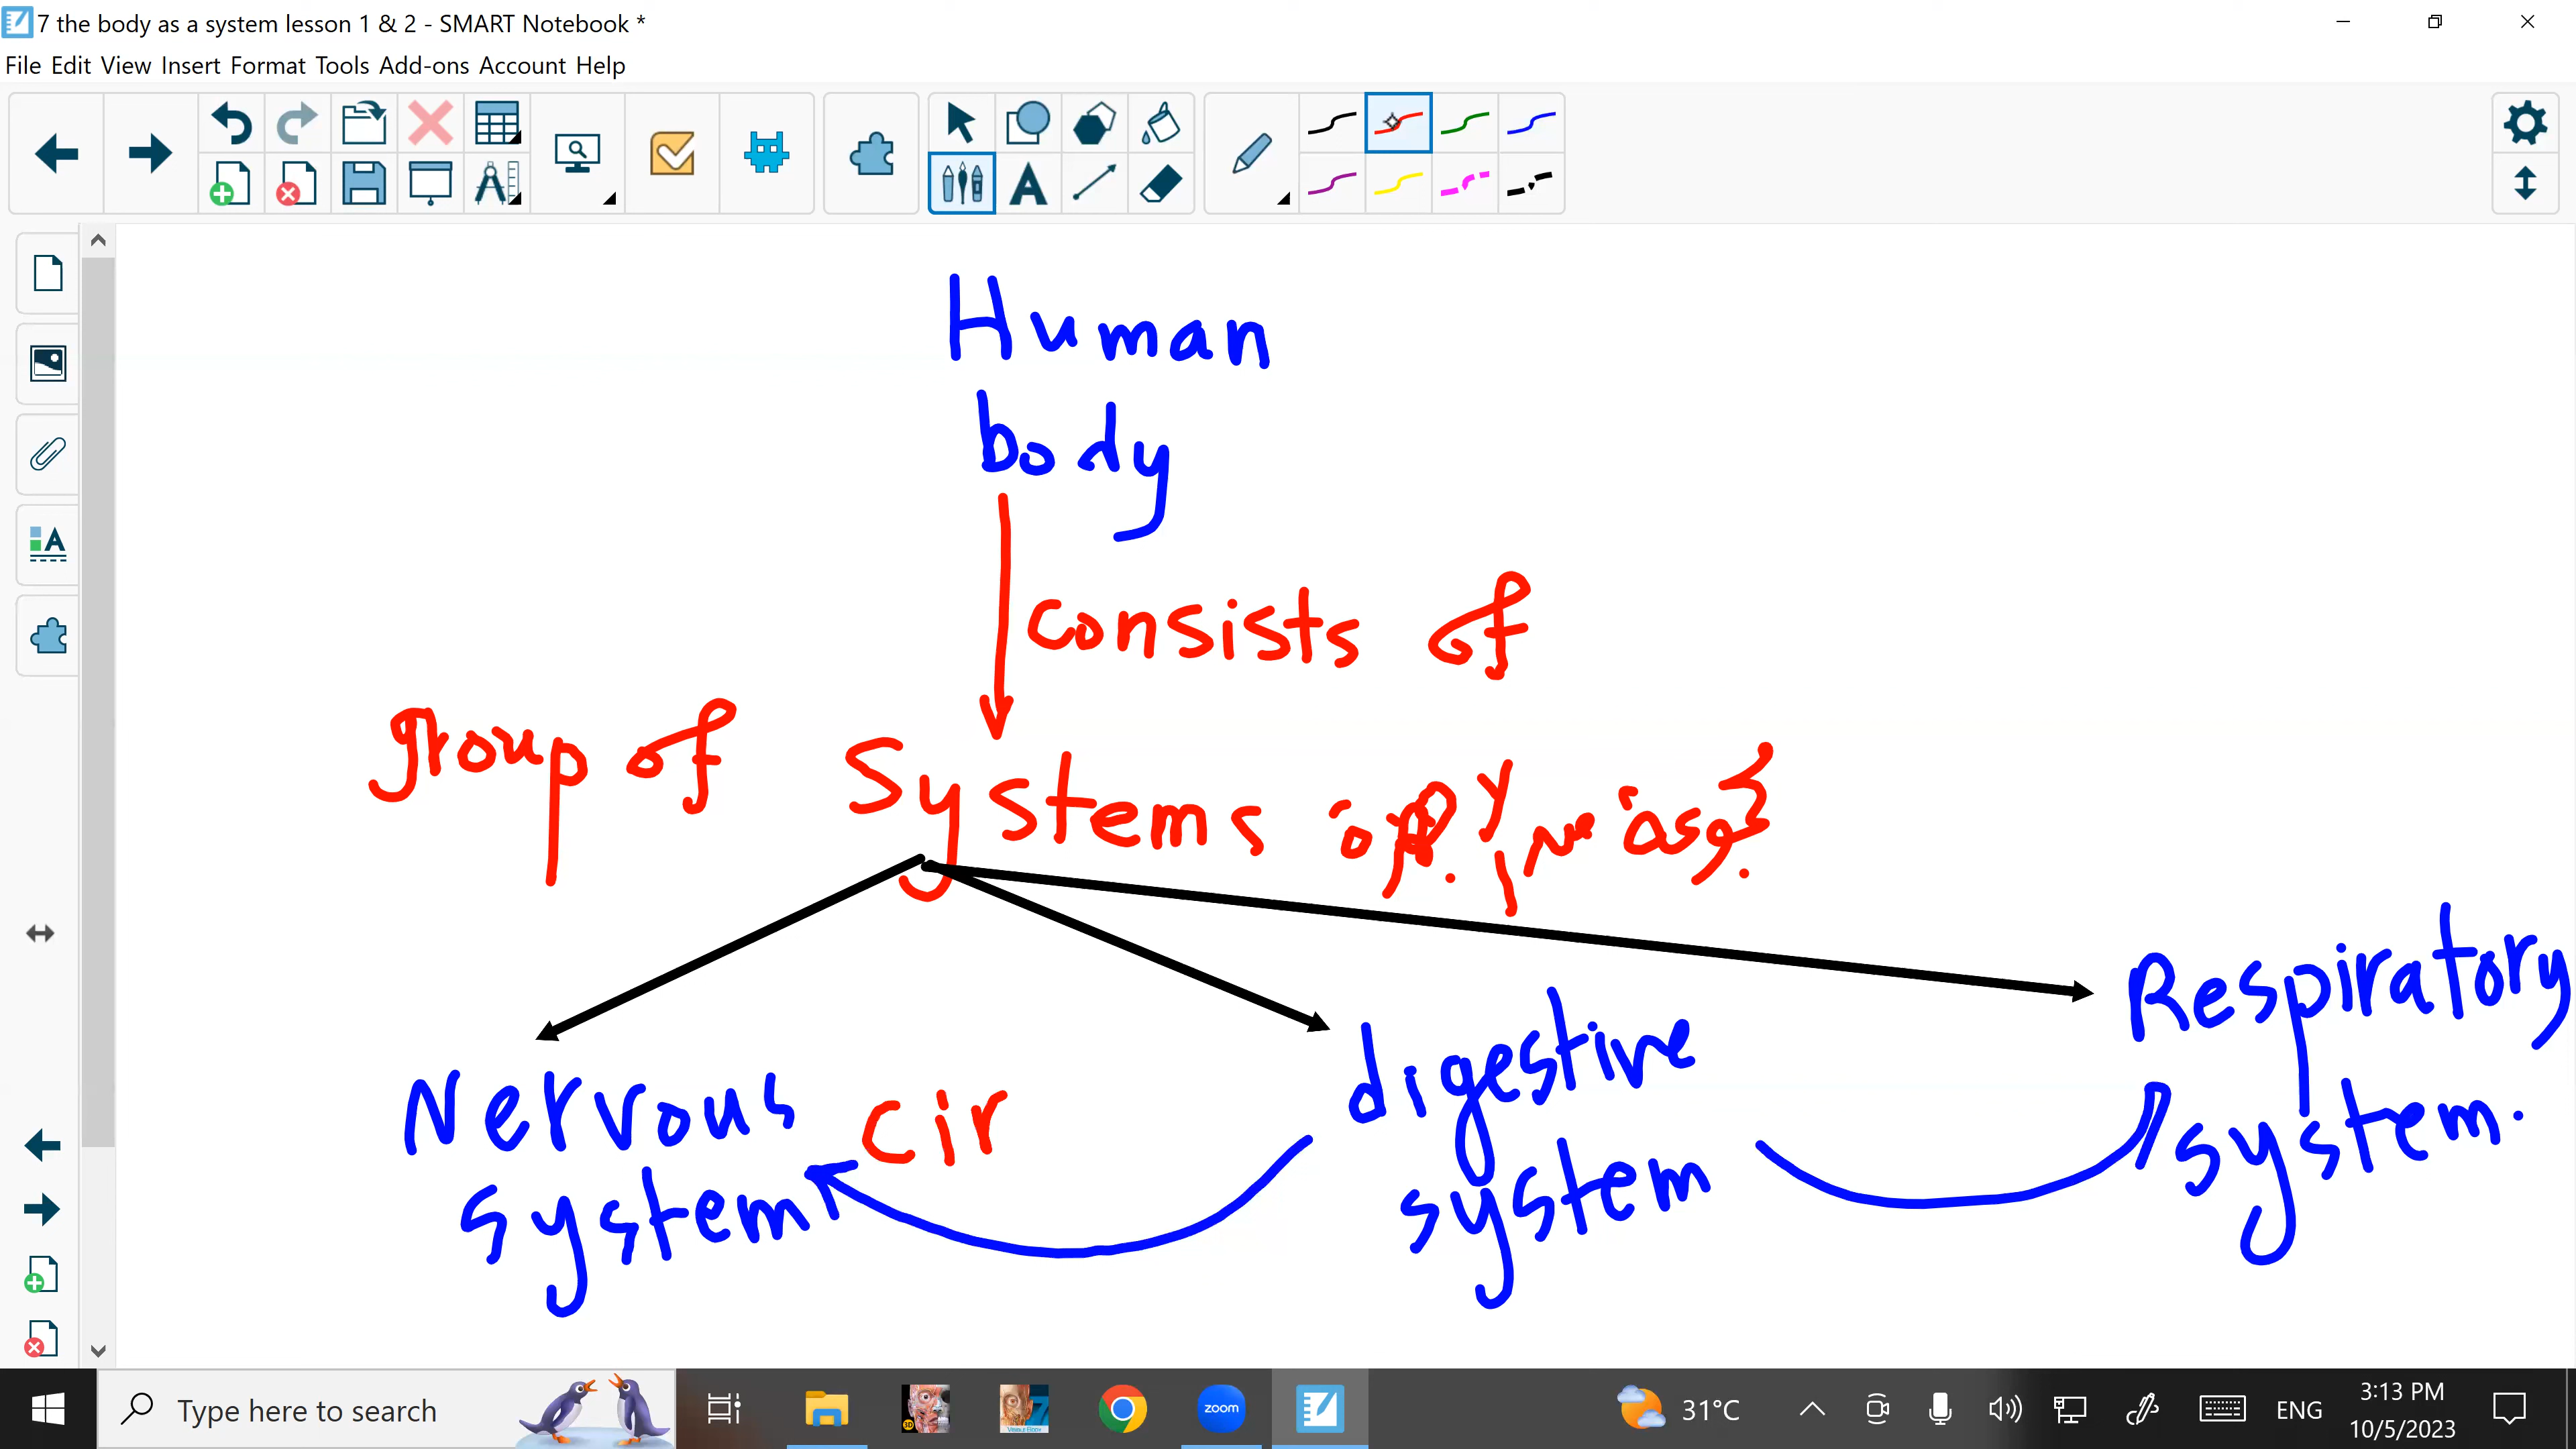 7 the body as a system lesson 1 & 2 - SMART Notebook *
File Edit View Insert Format Tools Add-ons Account Help
Human
body
consists of
group of Systems
Nervous
system
Cir
digestive
system
Respiratory
system.
Type here to search
zoom
31°C
ENG
3:13 PM
10/5/2023